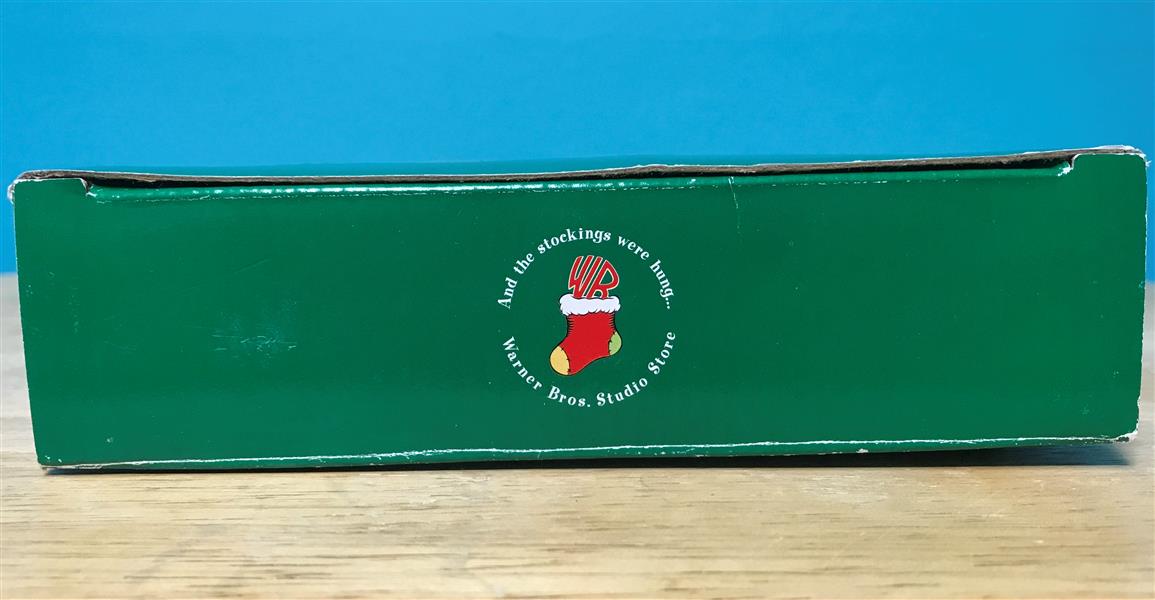 And the stockings were hung...
WB
Warner Bros. Studio Store